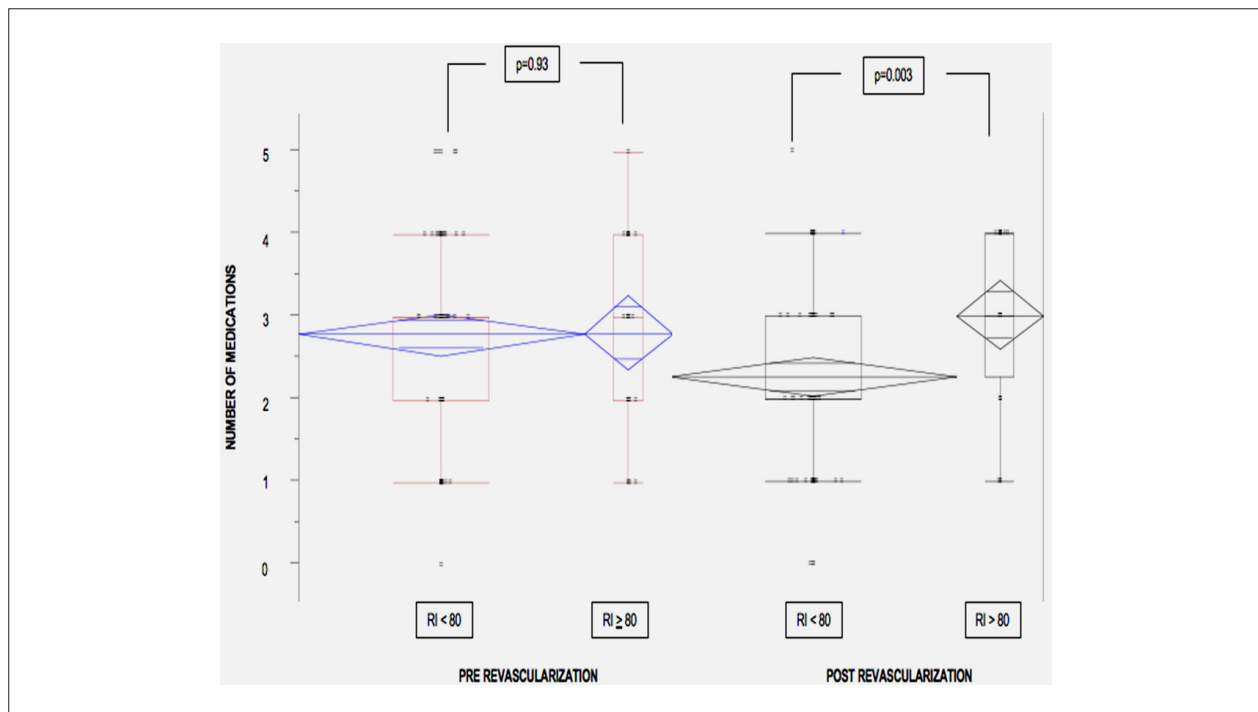 p=0.93
p=0.003
NUMBER OF MEDICATIONS
5
4
3
2
1
0
RI < 80
RI ≥ 80
RI < 80
RI > 80
PRE REVASCULARIZATION
POST REVASCULARIZATION